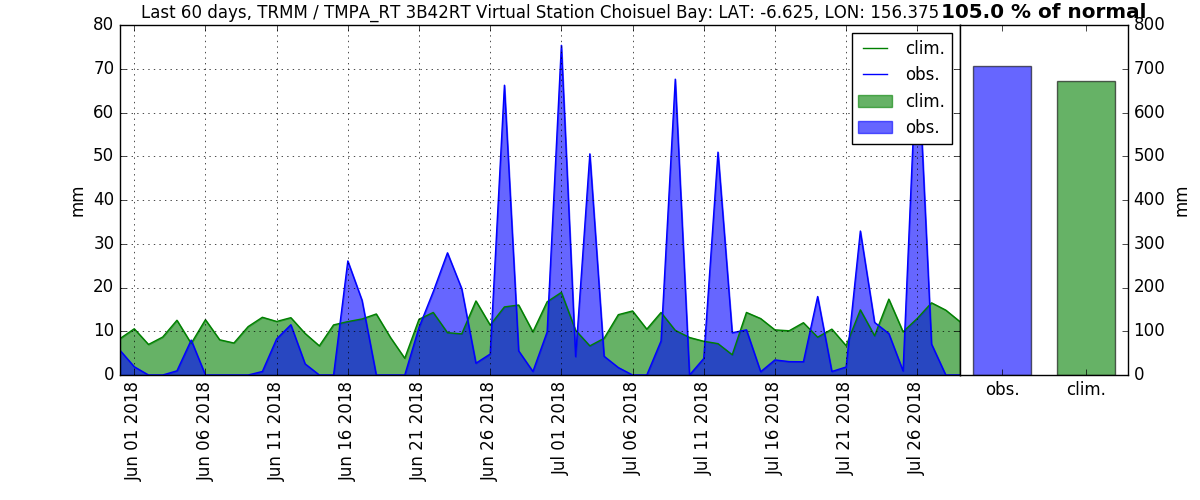 Last 60 days, TRMM / TMPA_RT 3B42RT Virtual Station Choisuel Bay: LAT: -6.625, LON: 156.375
105.0 % of normal
80
70
60
50
40
30
20
10
0
mm
clim.
obs.
clim.
obs.
800
700
600
500
400
300
200
100
0
mm
Jun 01 2018
Jun 06 2018
Jun 11 2018
Jun 16 2018
Jun 21 2018
Jun 26 2018
Jul 01 2018
Jul 06 2018
Jul 11 2018
Jul 16 2018
Jul 21 2018
Jul 26 2018
obs.
clim.